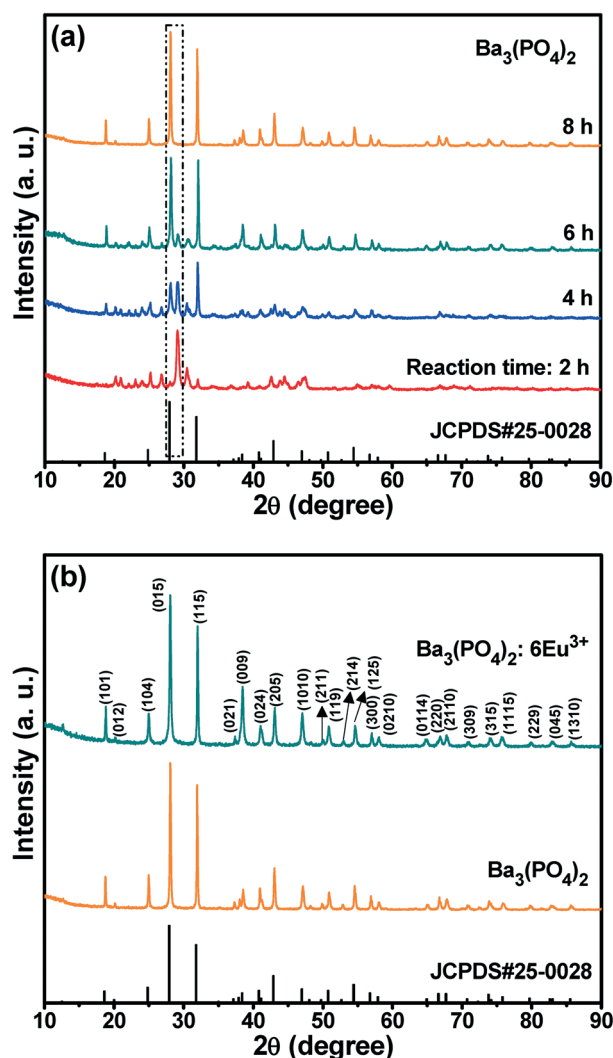 (a)
Ba₃(PO₄)₂
8 h
6 h
4 h
Reaction time: 2 h
JCPDS#25-0028
Intensity (a. u.)
10 20 30 40 50 60 70 80 90
2θ (degree)
(b)
(015)
(115)
Ba₃(PO₄)₂: 6Eu³⁺
(101)
(012)
(104)
(021)
(009)
(024)
(205)
(1010)
(211)
(119)
(214)
(125)
(300)
(0210)
(0114)
(220)
(2110)
(309)
(315)
(1115)
(229)
(045)
(1310)
Ba₃(PO₄)₂
JCPDS#25-0028
Intensity (a. u.)
10 20 30 40 50 60 70 80 90
2θ (degree)